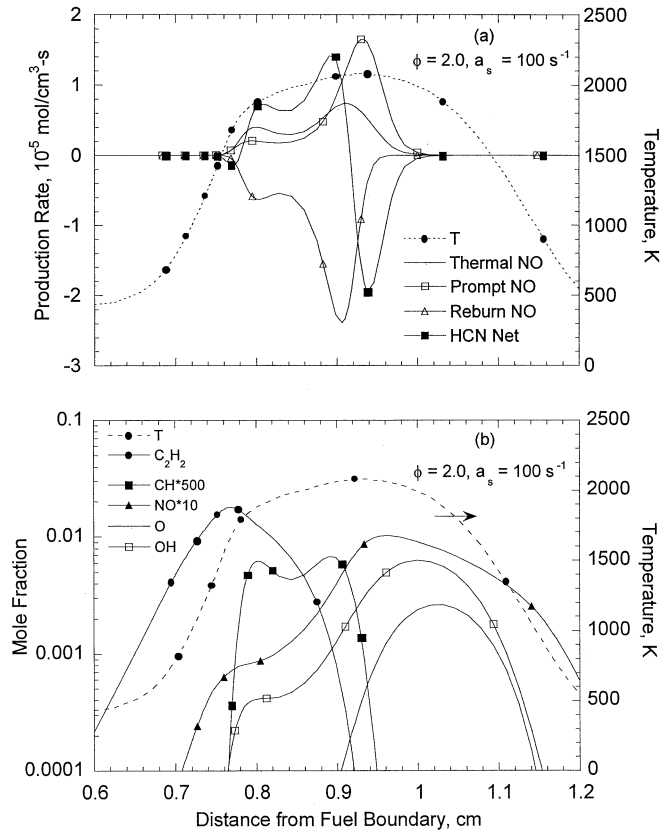 (a)
ϕ = 2.0, a_s = 100 s⁻¹
Production Rate, 10⁻⁵ mol/cm³-s
3
2
1
0
-1
-2
-3
Temperature, K
2500
2000
1500
1000
500
0
T
Thermal NO
Prompt NO
Reburn NO
HCN Net
(b)
ϕ = 2.0, a_s = 100 s⁻¹
Mole Fraction
0.1
0.01
0.001
0.0001
T
C₂H₂
CH*500
NO*10
O
OH
Temperature, K
2500
2000
1500
1000
500
0
0.6 0.7 0.8 0.9 1 1.1 1.2
Distance from Fuel Boundary, cm